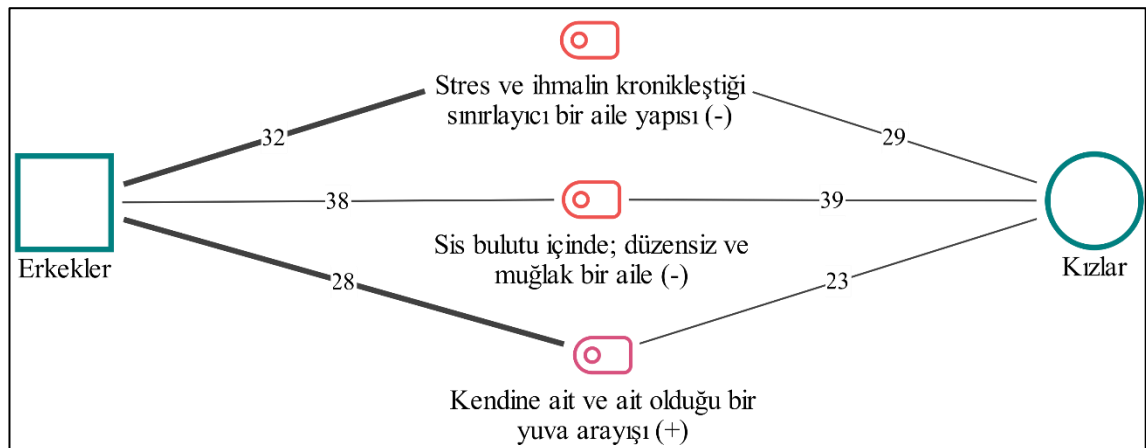 Stres ve ihmalin kronikleştiği
sınırlayıcı bir aile yapısı (-)
32
29
38
39
Sis bulutu içinde; düzensiz ve
muğlak bir aile (-)
Erkekler
Kızlar
28
23
Kendine ait ve ait olduğu bir
yuva arayışı (+)